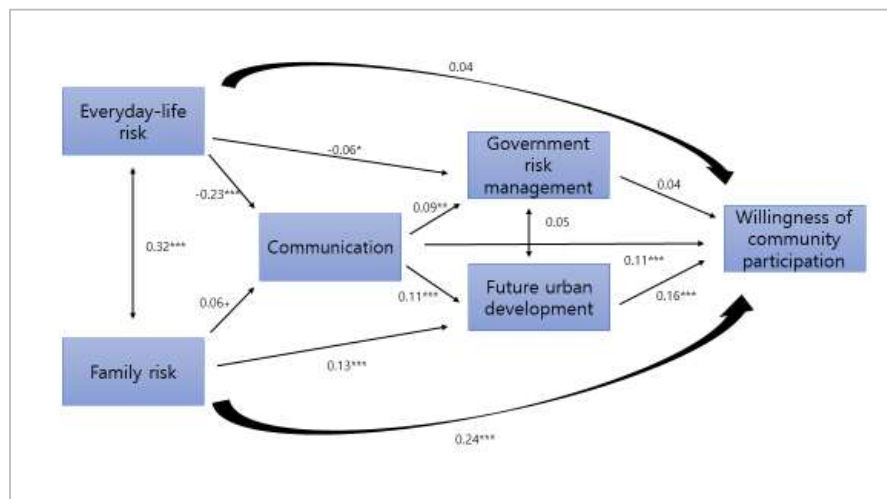 0.04
Everyday-life
risk
-0.06*
Government
risk
management
-0.23***
0.09**
0.04
Communication
0.05
Willingness of
community
participation
0.32***
0.11***
0.06+
0.11***
Future urban
development
0.16***
Family risk
0.13***
0.24***